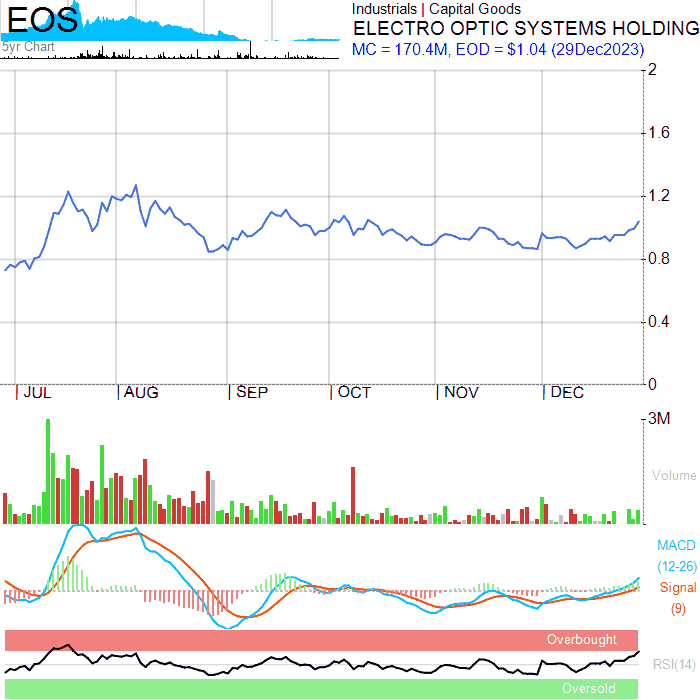 EOS
5yr Chart
Industrials | Capital Goods
ELECTRO OPTIC SYSTEMS HOLDING
MC = 170.4M, EOD = $1.04 (29Dec2023)
2
1.6
1.2
0.8
0.4
0
| JUL | AUG | SEP | OCT | NOV | DEC
3M
Volume
MACD
(12-26)
Signal
(9)
Overbought
RSI(14)
Oversold